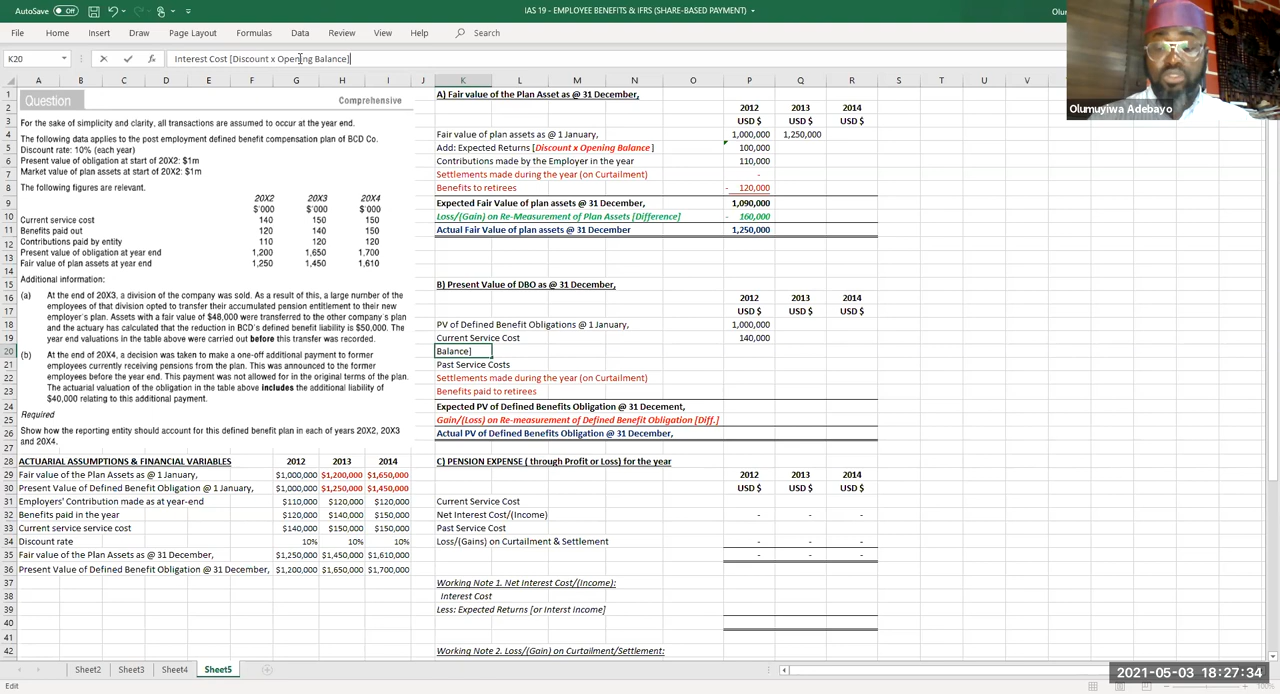 AutoSave Off
IAS 19 - EMPLOYEE BENEFITS & IFRS (SHARE-BASED PAYMENT)
File Home Insert Draw Page Layout Formulas Data Review View Help Search
K20 fx Interest Cost [Discount x Opening Balance]
Olumuyiwa Adebayo
A B C D E F G H I J K L M N O P Q R S T U V
Question
Comprehensive
For the sake of simplicity and clarity, all transactions are assumed to occur at the year end.
The following data applies to the post employment defined benefit compensation plan of BCD Co.
Discount rate: 10% (each year)
Present value of obligation at start of 20X2: $1m
Market value of plan assets at start of 20X2: $1m
The following figures are relevant.
20X2 20X3 20X4
$'000 $'000 $'000
Current service cost 140 150 150
Benefits paid out 120 140 150
Contributions paid by entity 110 120 120
Present value of obligation at year end 1,200 1,650 1,700
Fair value of plan assets at year end 1,250 1,450 1,610
Additional information:
(a) At the end of 20X3, a division of the company was sold. As a result of this, a large number of the
employees of that division opted to transfer their accumulated pension entitlement to their new
employer's plan. Assets with a fair value of $48,000 were transferred to the other company's plan
and the actuary has calculated that the reduction in BCD's defined benefit liability is $50,000. The
year end valuations in the table above were carried out before this transfer was recorded.
(b) At the end of 20X4, a decision was taken to make a one-off additional payment to former
employees currently receiving pensions from the plan. This was announced to the former
employees before the year end. This payment was not allowed for in the original terms of the plan.
The actuarial valuation of the obligation in the table above includes the additional liability of
$40,000 relating to this additional payment.
Required
Show how the reporting entity should account for this defined benefit plan in each of years 20X2, 20X3
and 20X4.
ACTUARIAL ASSUMPTIONS & FINANCIAL VARIABLES 2012 2013 2014
Fair value of the Plan Assets as @ 1 January, $1,000,000 $1,200,000 $1,650,000
Present Value of Defined Benefit Obligation @ 1 January, $1,000,000 $1,250,000 $1,450,000
Employers' Contribution made as at year-end $110,000 $120,000 $120,000
Benefits paid in the year $120,000 $140,000 $150,000
Current service service cost $140,000 $150,000 $150,000
Discount rate 10% 10% 10%
Fair value of the Plan Assets as @ 31 December, $1,250,000 $1,450,000 $1,610,000
Present Value of Defined Benefit Obligation @ 31 December, $1,200,000 $1,650,000 $1,700,000
A) Fair value of the Plan Asset as @ 31 December,
2012 2013 2014
USD $ USD $ USD $
Fair value of plan assets as @ 1 January, 1,000,000 1,250,000
Add: Expected Returns [Discount x Opening Balance ] 100,000
Contributions made by the Employer in the year 110,000
Settlements made during the year (on Curtailment) -
Benefits to retirees - 120,000
Expected Fair Value of plan assets @ 31 December, 1,090,000
Loss/(Gain) on Re-Measurement of Plan Assets [Difference] - 160,000
Actual Fair Value of plan assets @ 31 December 1,250,000
B) Present Value of DBO as @ 31 December,
2012 2013 2014
USD $ USD $ USD $
PV of Defined Benefit Obligations @ 1 January, 1,000,000
Current Service Cost 140,000
Balance]
Past Service Costs
Settlements made during the year (on Curtailment)
Benefits paid to retirees
Expected PV of Defined Benefits Obligation @ 31 Decement,
Gain/(Loss) on Re-measurement of Defined Benefit Obligation [Diff.]
Actual PV of Defined Benefits Obligation @ 31 December,
C) PENSION EXPENSE ( through Profit or Loss) for the year
2012 2013 2014
USD $ USD $ USD $
Current Service Cost
Net Interest Cost/(Income) - - -
Past Service Cost
Loss/(Gains) on Curtailment & Settlement - - -
- - -
Working Note 1. Net Interest Cost/(Income):
Interest Cost
Less: Expected Returns [or Interst Income]
Working Note 2. Loss/(Gain) on Curtailment/Settlement:
Sheet2 Sheet3 Sheet4 Sheet5
Edit
2021-05-03 18:27:34